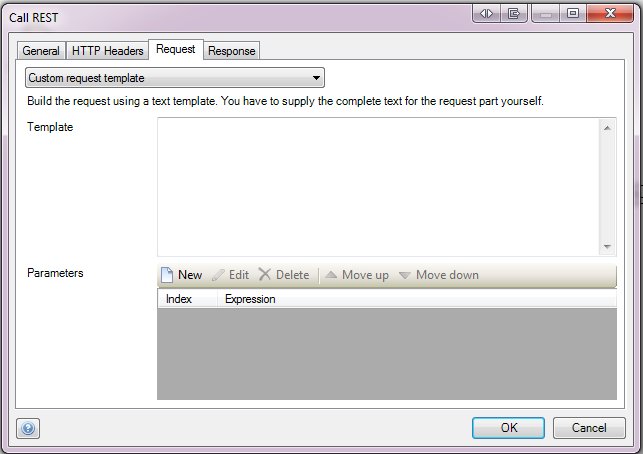 Call REST
General HTTP Headers Request Response
Custom request template
Build the request using a text template. You have to supply the complete text for the request part yourself.
Template
Parameters New Edit Delete Move up Move down
Index Expression
? OK Cancel